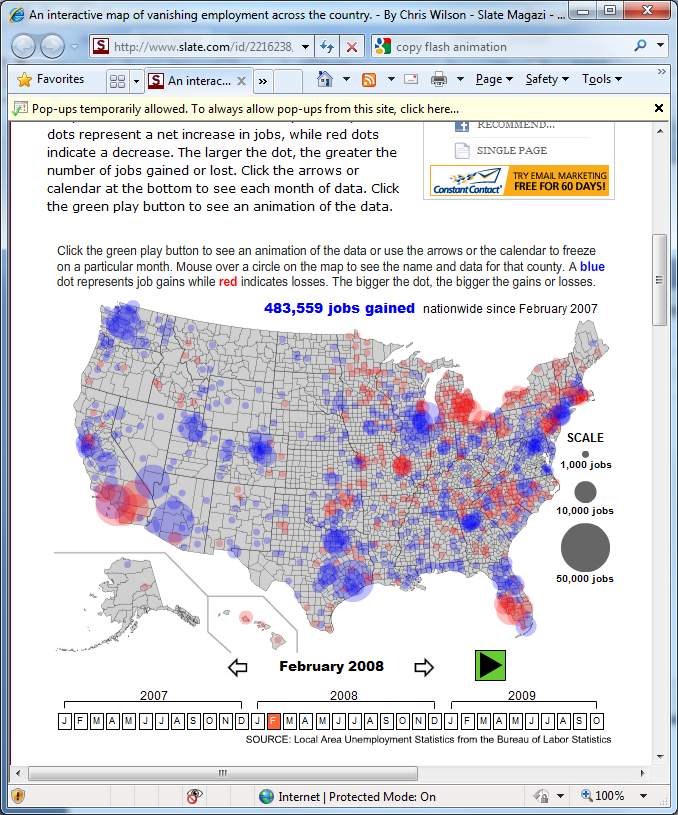 An interactive map of vanishing employment across the country. - By Chris Wilson - Slate Magazi - ...
http://www.slate.com/id/2216238,
copy flash animation
Favorites
An interac...
Page
Safety
Tools
Pop-ups temporarily allowed. To always allow pop-ups from this site, click here...
dots represent a net increase in jobs, while red dots
indicate a decrease. The larger the dot, the greater the
number of jobs gained or lost. Click the arrows or
calendar at the bottom to see each month of data. Click
the green play button to see an animation of the data.
RECOMMEND...
SINGLE PAGE
Constant Contact
TRY EMAIL MARKETING
FREE FOR 60 DAYS!
Click the green play button to see an animation of the data or use the arrows or the calendar to freeze
on a particular month. Mouse over a circle on the map to see the name and data for that county. A blue
dot represents job gains while red indicates losses. The bigger the dot, the bigger the gains or losses.
483,559 jobs gained nationwide since February 2007
SCALE
1,000 jobs
10,000 jobs
50,000 jobs
February 2008
2007 2008 2009
J F M A M J J A S O N D J F M A M J J A S O N D J F M A M J J A S O
SOURCE: Local Area Unemployment Statistics from the Bureau of Labor Statistics
Internet | Protected Mode: On
100%